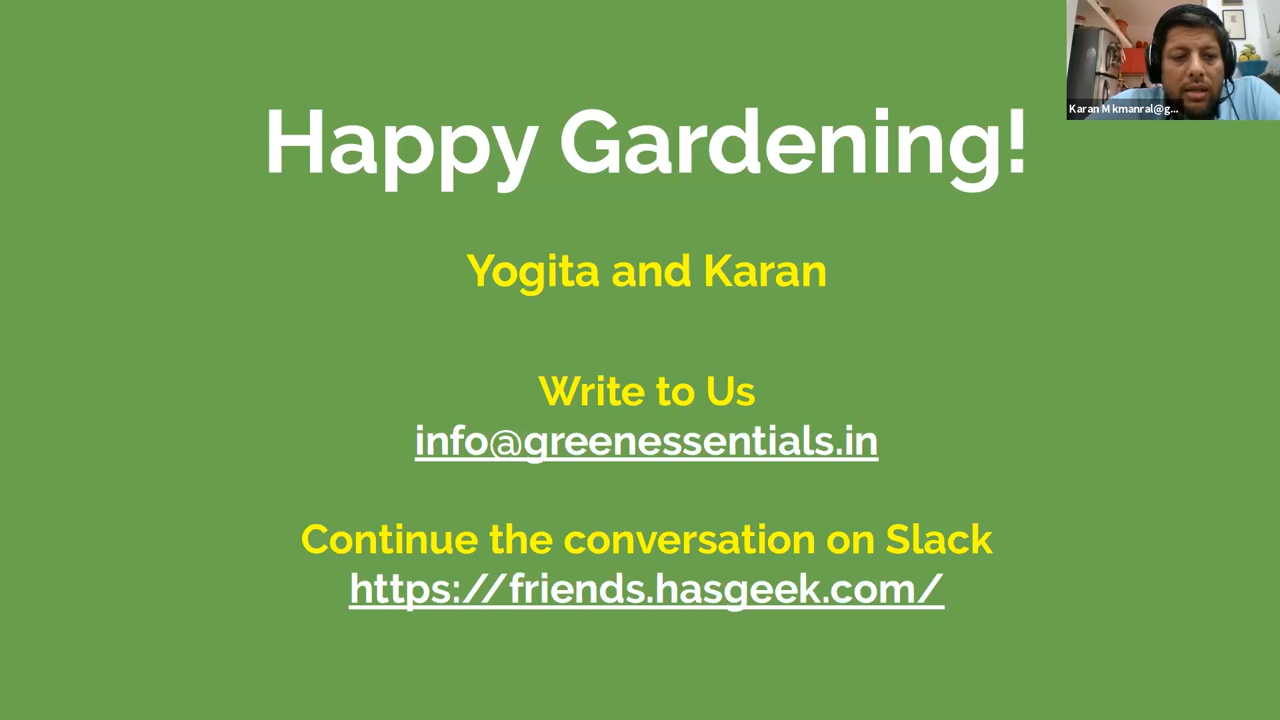 Karan M kmanral@g...
Happy Gardening!
Yogita and Karan
Write to Us
info@greenessentials.in
Continue the conversation on Slack
https://friends.hasgeek.com/